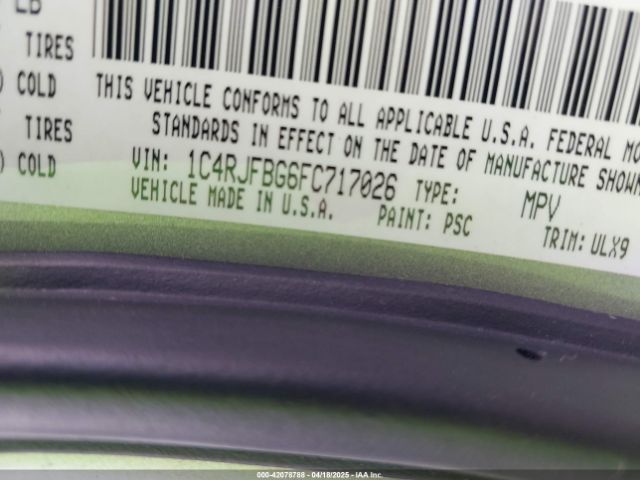 LB
TIRES
) COLD
TIRES
) COLD
THIS VEHICLE CONFORMS TO ALL APPLICABLE U.S.A. FEDERAL MO
STANDARDS IN EFFECT ON THE DATE OF MANUFACTURE SHOWN
VIN: 1C4RJFBG6FC717026 TYPE: MPV
VEHICLE MADE IN U.S.A. PAINT: PSC TRIM: ULX9
000-42078788 - 04/18/2025 - IAA/IAAI